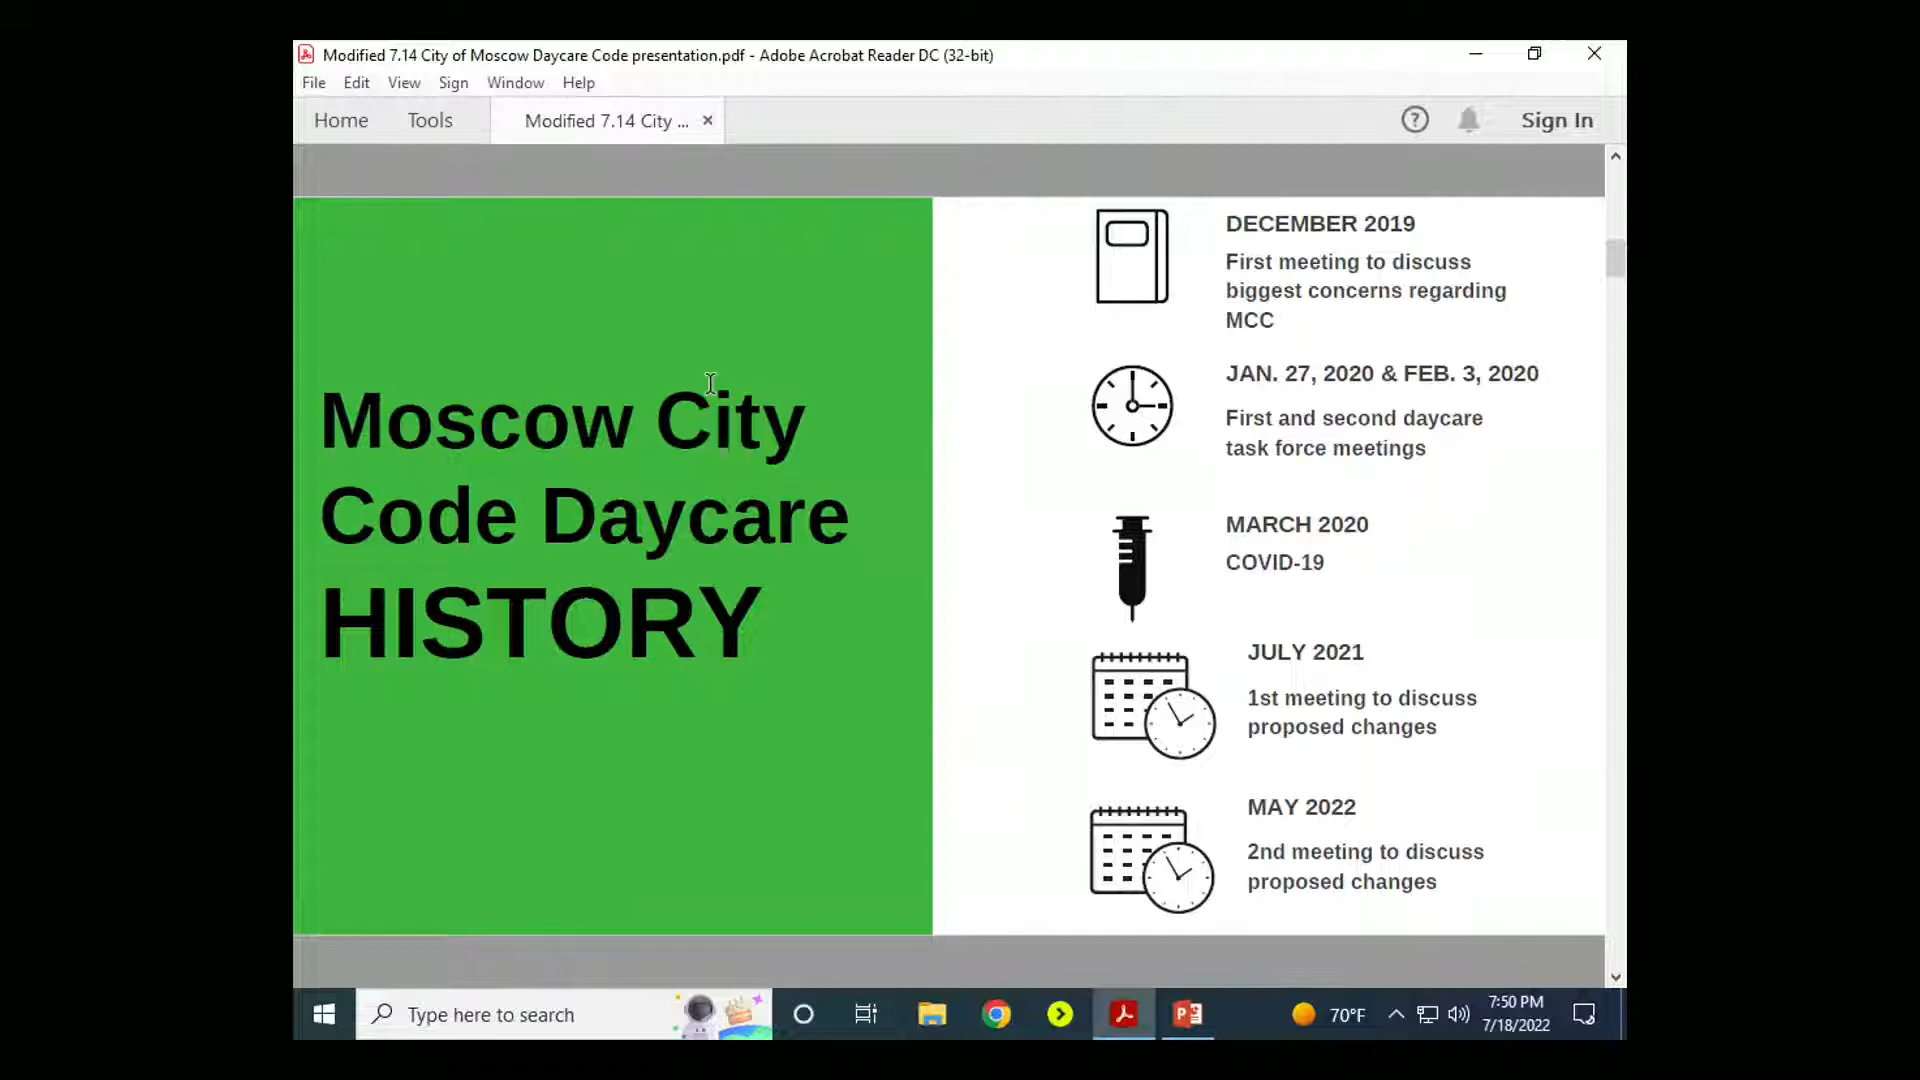 Modified 7.14 City of Moscow Daycare Code presentation.pdf - Adobe Acrobat Reader DC (32-bit)
File Edit View Sign Window Help
Home Tools Modified 7.14 City ... × ? Sign In
Moscow City
Code Daycare
HISTORY
DECEMBER 2019
First meeting to discuss
biggest concerns regarding
MCC
JAN. 27, 2020 & FEB. 3, 2020
First and second daycare
task force meetings
MARCH 2020
COVID-19
JULY 2021
1st meeting to discuss
proposed changes
MAY 2022
2nd meeting to discuss
proposed changes
Type here to search
70°F
7:50 PM
7/18/2022